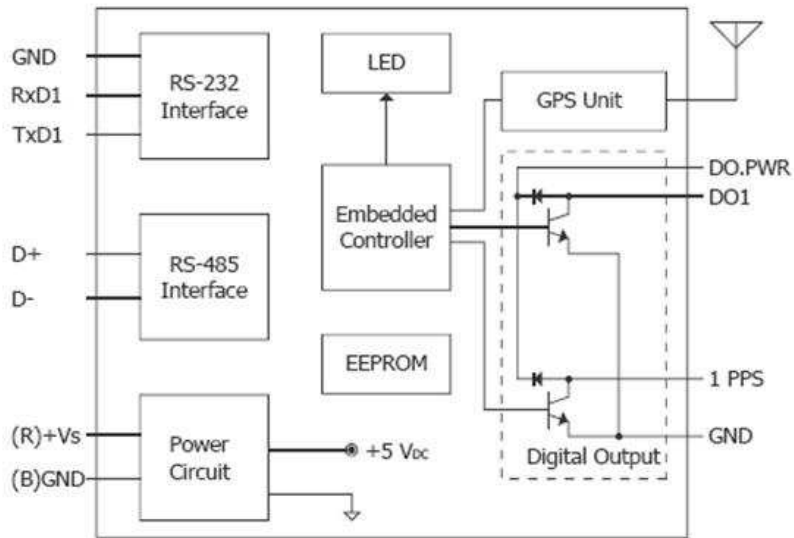 GND
RxD1
TxD1
RS-232
Interface
LED
GPS Unit
DO.PWR
DO1
Embedded
Controller
D+
D-
RS-485
Interface
EEPROM
1 PPS
GND
Digital Output
(R)+Vs
(B)GND
Power
Circuit
+5 VDC